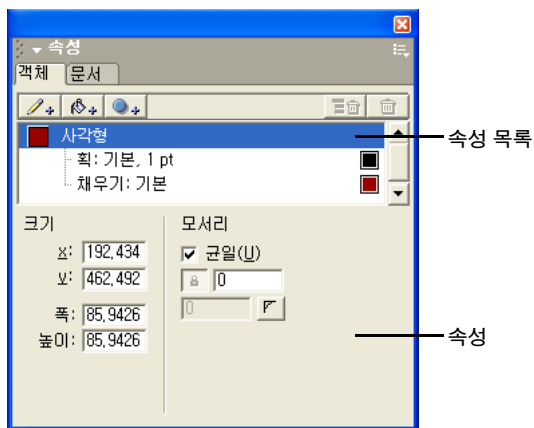 속성
객체 문서
사각형
속성 목록
획: 기본, 1 pt
채우기: 기본
크기 모서리
x: 192,434 균일(U)
y: 462,492 0
폭: 85,9426 0
높이: 85,9426
속성